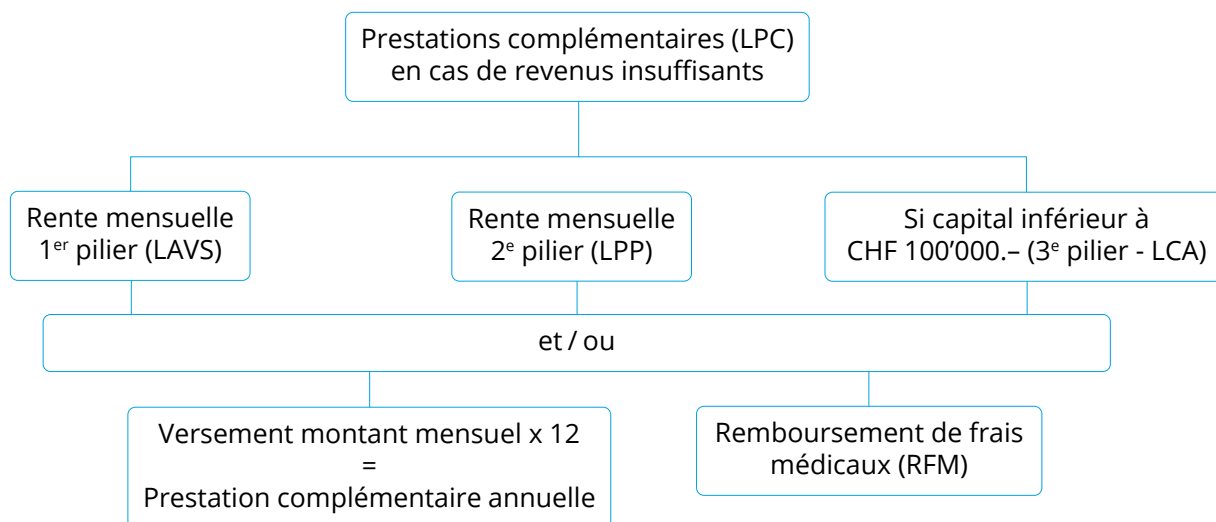 Prestations complémentaires (LPC)
en cas de revenus insuffisants
Rente mensuelle
1er pilier (LAVS)
Rente mensuelle
2e pilier (LPP)
Si capital inférieur à
CHF 100’000.– (3e pilier - LCA)
et / ou
Versement montant mensuel x 12
=
Prestation complémentaire annuelle
Remboursement de frais
médicaux (RFM)